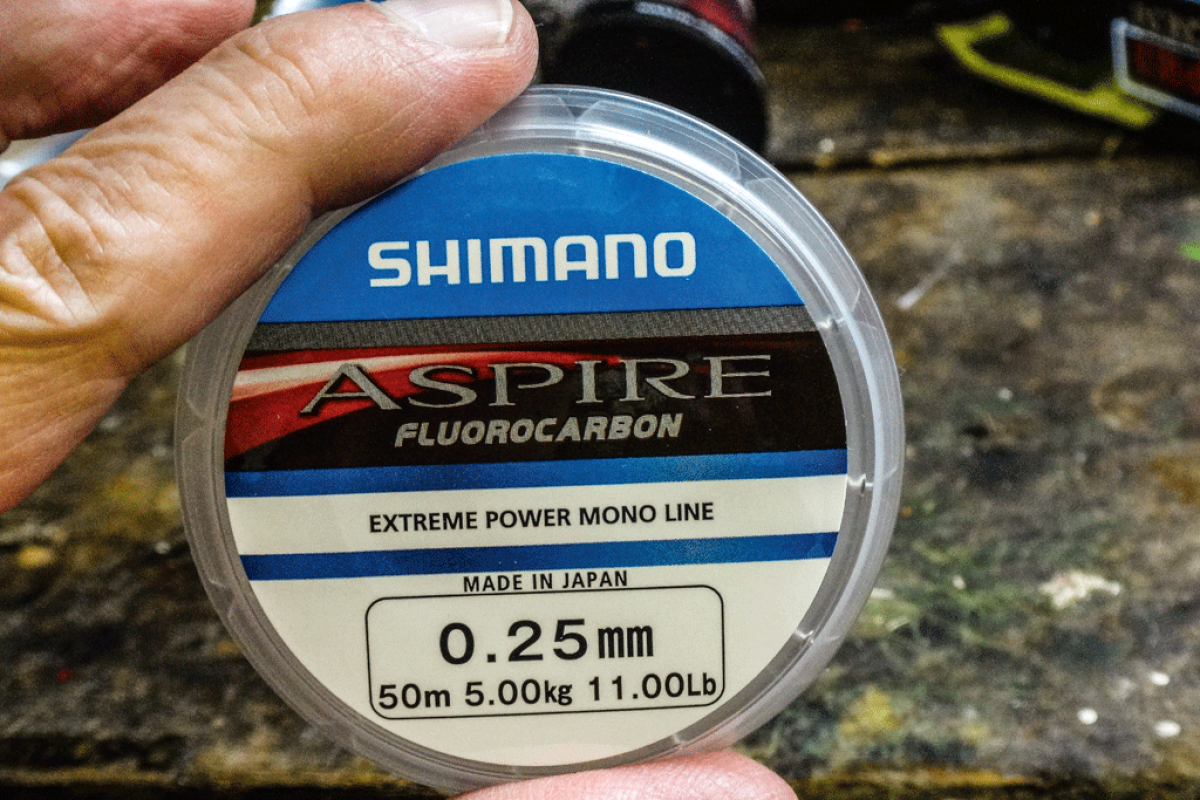 SHIMANO
ASPIRE
FLUOROCARBON
EXTREME POWER MONO LINE
MADE IN JAPAN
0.25mm
50m 5.00kg 11.00Lb